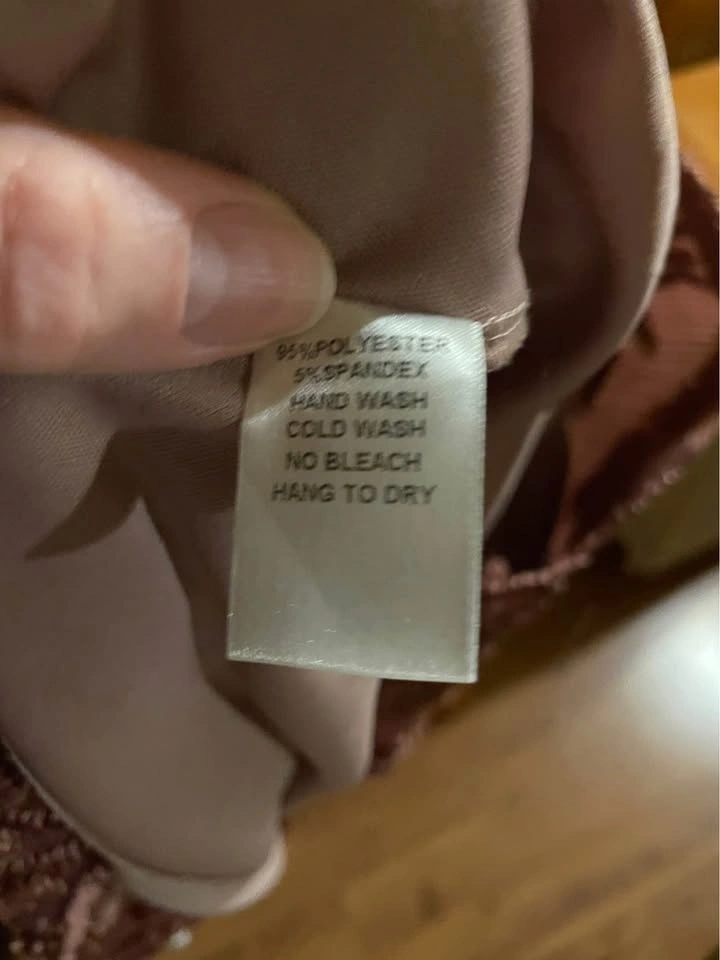 95%POLYESTER
5%SPANDEX
HAND WASH
COLD WASH
NO BLEACH
HANG TO DRY